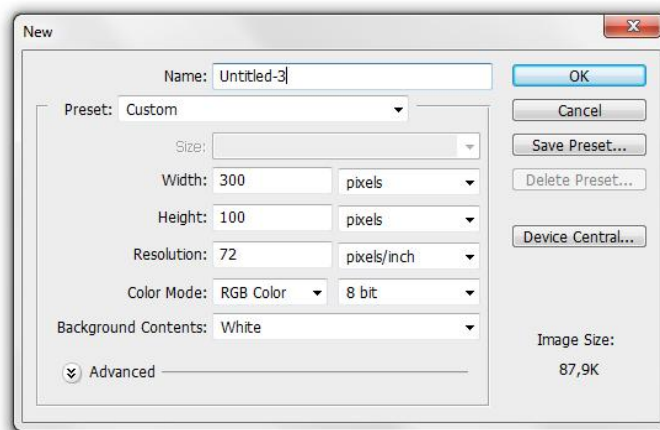 New
Name: Untitled-3
OK
Preset: Custom
Cancel
Size:
Save Preset...
Width: 300 pixels
Delete Preset...
Height: 100 pixels
Device Central...
Resolution: 72 pixels/inch
Color Mode: RGB Color 8 bit
Background Contents: White
Image Size:
87,9K
Advanced